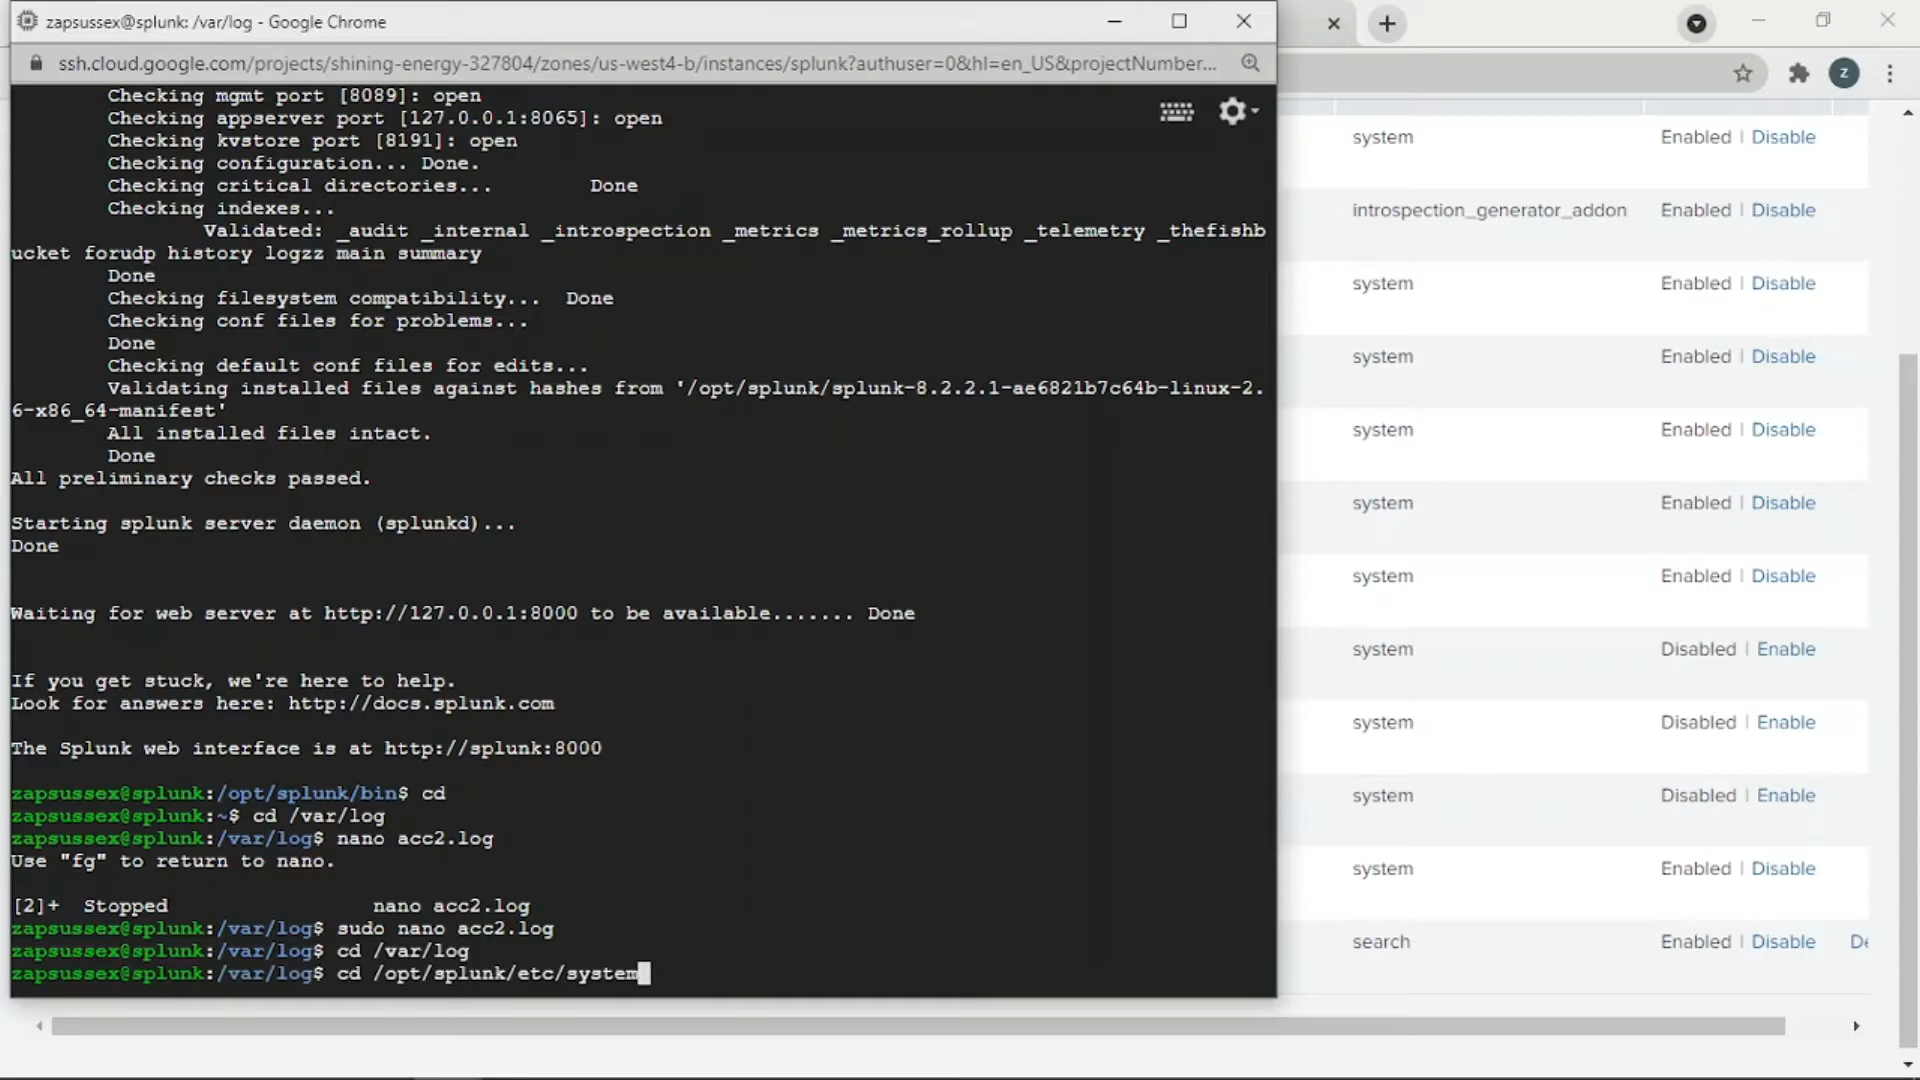 zapsussex@splunk: /var/log - Google Chrome
ssh.cloud.google.com/projects/shining-energy-327804/zones/us-west4-b/instances/splunk?authuser=0&hl=en_US&projectNumber...
z
Checking mgmt port [8089]: open
Checking appserver port [127.0.0.1:8065]: open
Checking kvstore port [8191]: open
Checking configuration... Done.
Checking critical directories... Done
Checking indexes...
Validated: _audit _internal _introspection _metrics _metrics_rollup _telemetry _thefishb
ucket forudp history logzz main summary
Done
Checking filesystem compatibility... Done
Checking conf files for problems...
Done
Checking default conf files for edits...
Validating installed files against hashes from '/opt/splunk/splunk-8.2.2.1-ae6821b7c64b-linux-2.
6-x86_64-manifest'
All installed files intact.
Done
All preliminary checks passed.
Starting splunk server daemon (splunkd)...
Done
Waiting for web server at http://127.0.0.1:8000 to be available....... Done
If you get stuck, we're here to help.
Look for answers here: http://docs.splunk.com
The Splunk web interface is at http://splunk:8000
zapsussex@splunk:/opt/splunk/bin$ cd
zapsussex@splunk:~$ cd /var/log
zapsussex@splunk:/var/log$ nano acc2.log
Use "fg" to return to nano.
[2]+ Stopped nano acc2.log
zapsussex@splunk:/var/log$ sudo nano acc2.log
zapsussex@splunk:/var/log$ cd /var/log
zapsussex@splunk:/var/log$ cd /opt/splunk/etc/system
system Enabled | Disable
introspection_generator_addon Enabled | Disable
system Enabled | Disable
system Enabled | Disable
system Enabled | Disable
system Enabled | Disable
system Enabled | Disable
system Disabled | Enable
system Disabled | Enable
system Disabled | Enable
system Enabled | Disable
search Enabled | Disable De